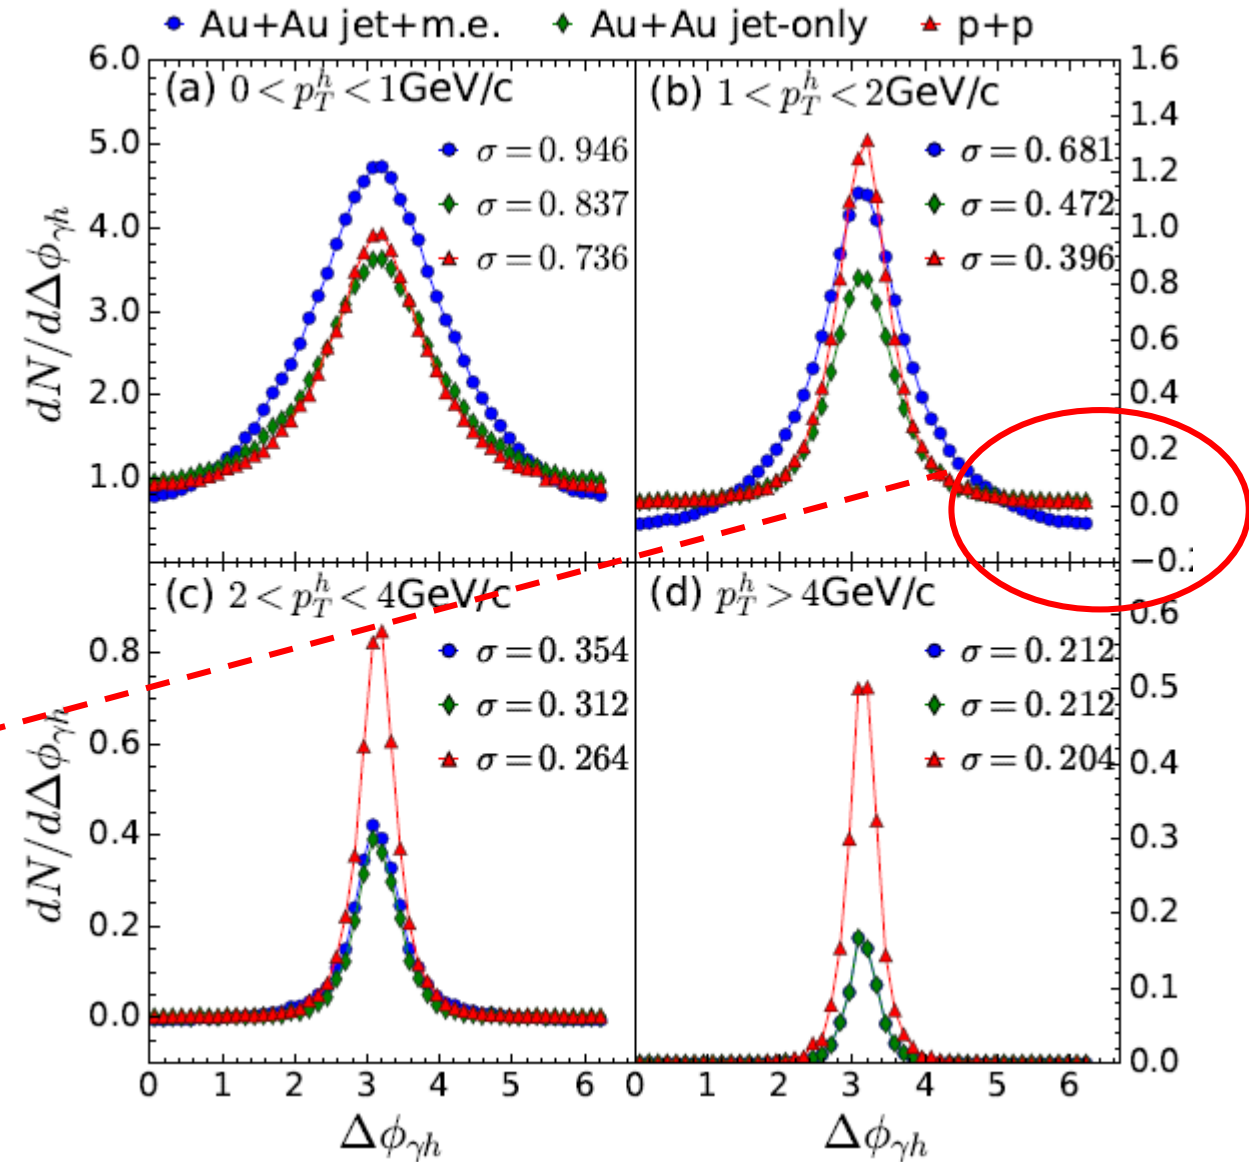 Au+Au jet+m.e. Au+Au jet-only p+p
(a) 0 < p_T^h < 1GeV/c
σ = 0.946
σ = 0.837
σ = 0.736
6.0
5.0
4.0
3.0
2.0
1.0
dN/dΔϕ_γh
(b) 1 < p_T^h < 2GeV/c
σ = 0.681
σ = 0.472
σ = 0.396
1.6
1.4
1.2
1.0
0.8
0.6
0.4
0.2
0.0
−0.
(c) 2 < p_T^h < 4GeV/c
σ = 0.354
σ = 0.312
σ = 0.264
0.8
0.6
0.4
0.2
0.0
dN/dΔϕ_γh
(d) p_T^h > 4GeV/c
σ = 0.212
σ = 0.212
σ = 0.204
0.6
0.5
0.4
0.3
0.2
0.1
0.0
0 1 2 3 4 5 6 0 1 2 3 4 5 6
Δϕ_γh Δϕ_γh